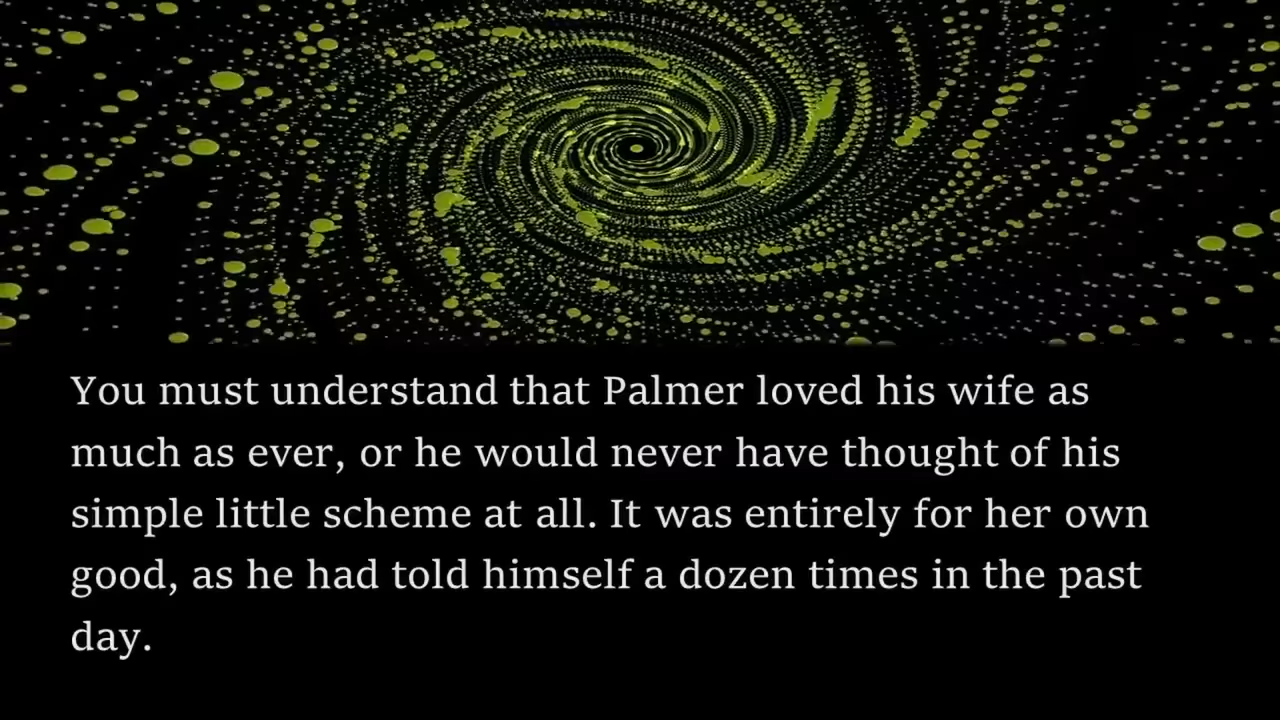 You must understand that Palmer loved his wife as
much as ever, or he would never have thought of his
simple little scheme at all. It was entirely for her own
good, as he had told himself a dozen times in the past
day.